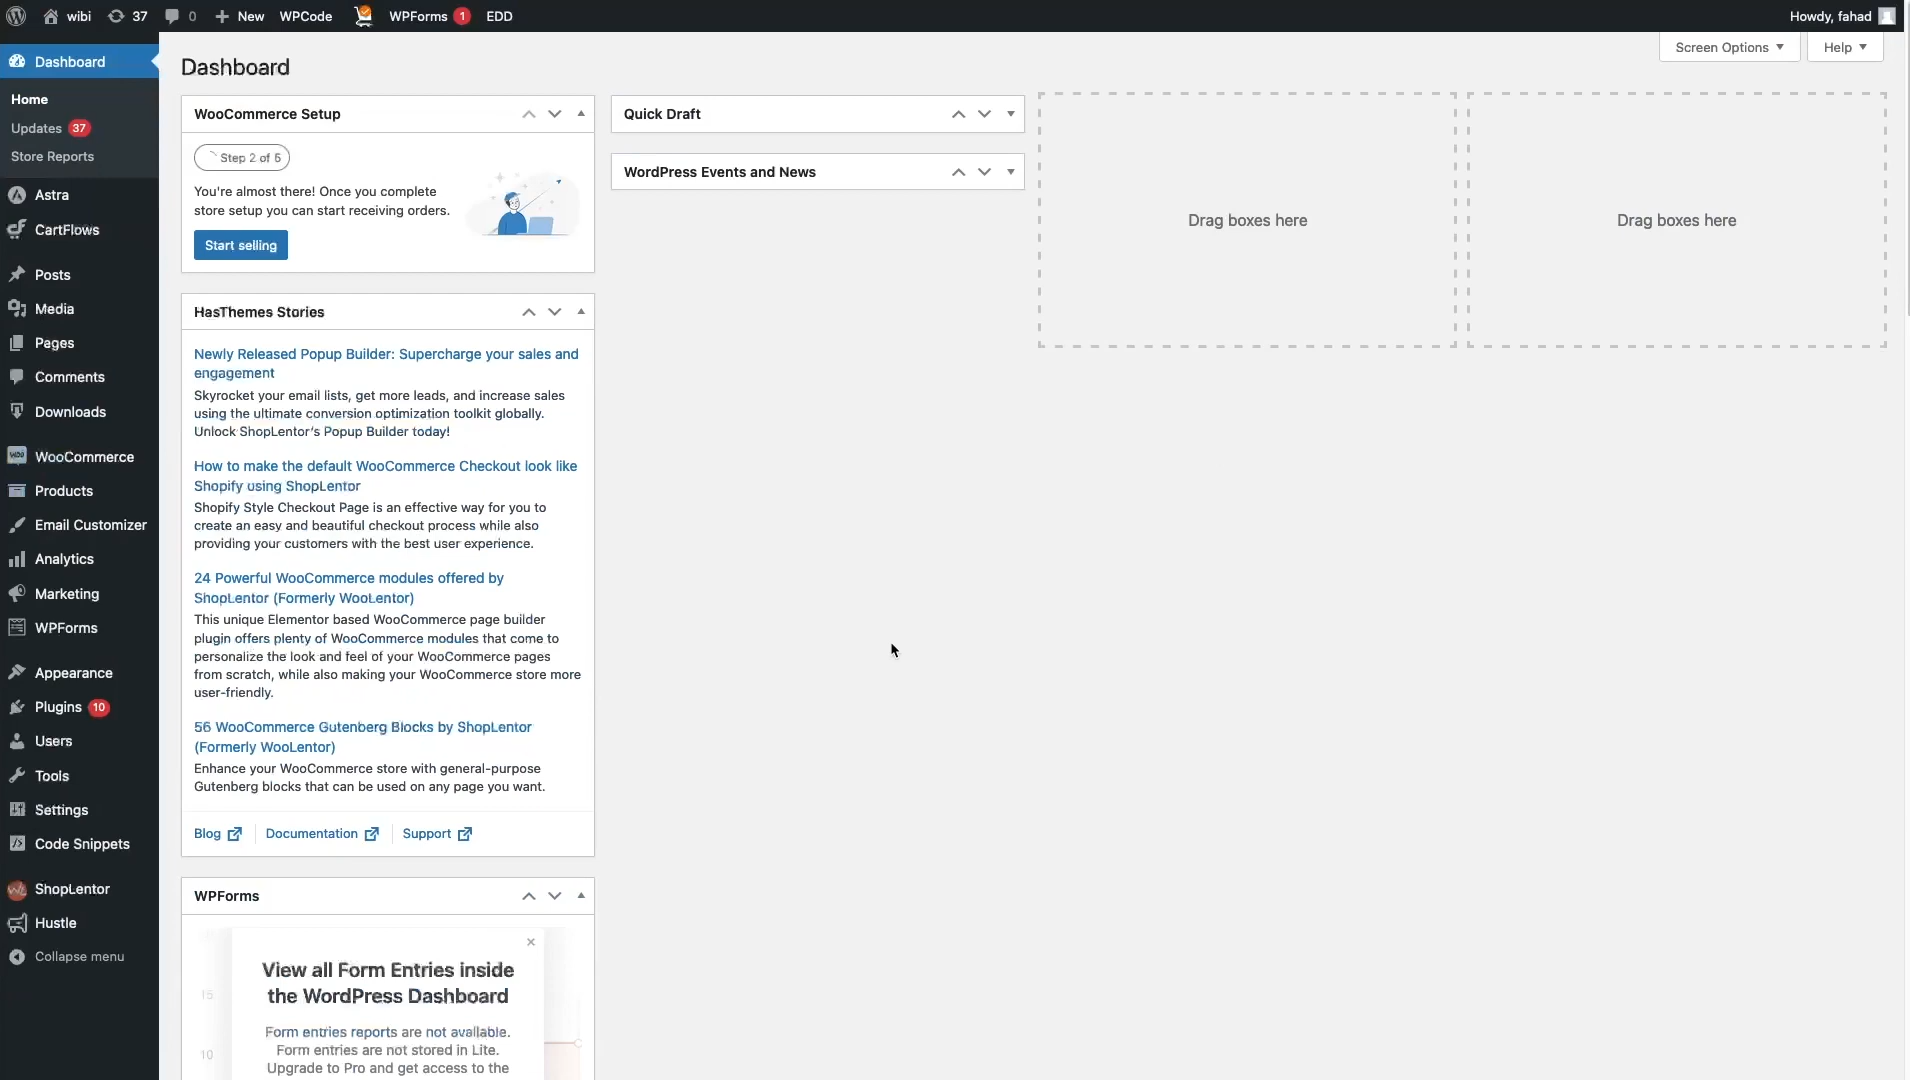 wibi 37 0 New WPCode WPForms 1 EDD Howdy, fahad
Screen Options Help
Dashboard
Home
Updates 37
Store Reports
Astra
CartFlows
Posts
Media
Pages
Comments
Downloads
WooCommerce
Products
Email Customizer
Analytics
Marketing
WPForms
Appearance
Plugins 10
Users
Tools
Settings
Code Snippets
ShopLentor
Hustle
Collapse menu
Dashboard
WooCommerce Setup
Step 2 of 5
You're almost there! Once you complete
store setup you can start receiving orders.
Start selling
HasThemes Stories
Newly Released Popup Builder: Supercharge your sales and
engagement
Skyrocket your email lists, get more leads, and increase sales
using the ultimate conversion optimization toolkit globally.
Unlock ShopLentor's Popup Builder today!
How to make the default WooCommerce Checkout look like
Shopify using ShopLentor
Shopify Style Checkout Page is an effective way for you to
create an easy and beautiful checkout process while also
providing your customers with the best user experience.
24 Powerful WooCommerce modules offered by
ShopLentor (Formerly WooLentor)
This unique Elementor based WooCommerce page builder
plugin offers plenty of WooCommerce modules that come to
personalize the look and feel of your WooCommerce pages
from scratch, while also making your WooCommerce store more
user-friendly.
56 WooCommerce Gutenberg Blocks by ShopLentor
(Formerly WooLentor)
Enhance your WooCommerce store with general-purpose
Gutenberg blocks that can be used on any page you want.
Blog Documentation Support
WPForms
View all Form Entries inside
the WordPress Dashboard
Form entries reports are not available.
Form entries are not stored in Lite.
Upgrade to Pro and get access to the
15
10
Quick Draft
WordPress Events and News
Drag boxes here
Drag boxes here